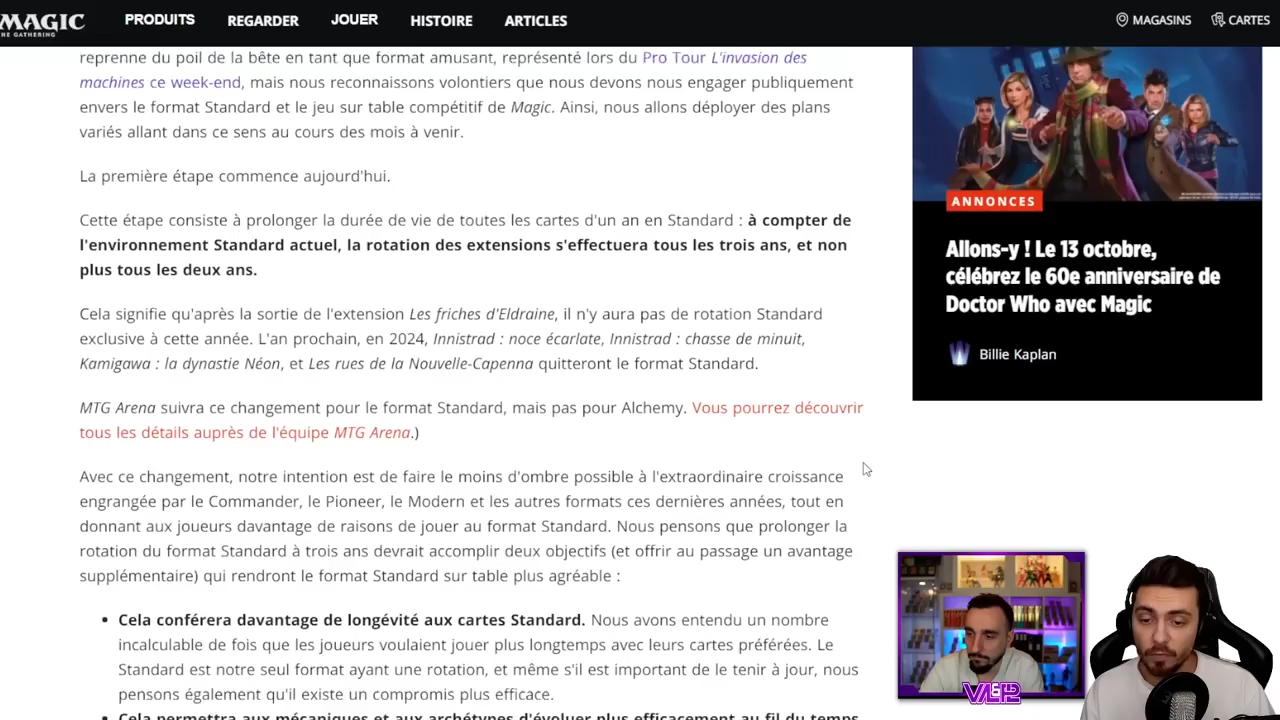 MAGIC
THE GATHERING
PRODUITS
REGARDER
JOUER
HISTOIRE
ARTICLES
MAGASINS
CARTES
reprenne du poil de la bête en tant que format amusant, représenté lors du Pro Tour L'invasion des
machines ce week-end, mais nous reconnaissons volontiers que nous devons nous engager publiquement
envers le format Standard et le jeu sur table compétitif de Magic. Ainsi, nous allons déployer des plans
variés allant dans ce sens au cours des mois à venir.
La première étape commence aujourd'hui.
Cette étape consiste à prolonger la durée de vie de toutes les cartes d'un an en Standard : à compter de
l'environnement Standard actuel, la rotation des extensions s'effectuera tous les trois ans, et non
plus tous les deux ans.
Cela signifie qu'après la sortie de l'extension Les friches d'Eldraine, il n'y aura pas de rotation Standard
exclusive à cette année. L'an prochain, en 2024, Innistrad : noce écarlate, Innistrad : chasse de minuit,
Kamigawa : la dynastie Néon, et Les rues de la Nouvelle-Capenna quitteront le format Standard.
MTG Arena suivra ce changement pour le format Standard, mais pas pour Alchemy. Vous pourrez découvrir
tous les détails auprès de l'équipe MTG Arena.)
Avec ce changement, notre intention est de faire le moins d'ombre possible à l'extraordinaire croissance
engrangée par le Commander, le Pioneer, le Modern et les autres formats ces dernières années, tout en
donnant aux joueurs davantage de raisons de jouer au format Standard. Nous pensons que prolonger la
rotation du format Standard à trois ans devrait accomplir deux objectifs (et offrir au passage un avantage
supplémentaire) qui rendront le format Standard sur table plus agréable :
• Cela conférera davantage de longévité aux cartes Standard. Nous avons entendu un nombre
incalculable de fois que les joueurs voulaient jouer plus longtemps avec leurs cartes préférées. Le
Standard est notre seul format ayant une rotation, et même s'il est important de le tenir à jour, nous
pensons également qu'il existe un compromis plus efficace.
• Cela permettra aux mécaniques et aux archétypes d'évoluer plus efficacement au fil du temps
ANNONCES
Allons-y ! Le 13 octobre,
célébrez le 60e anniversaire de
Doctor Who avec Magic
Billie Kaplan